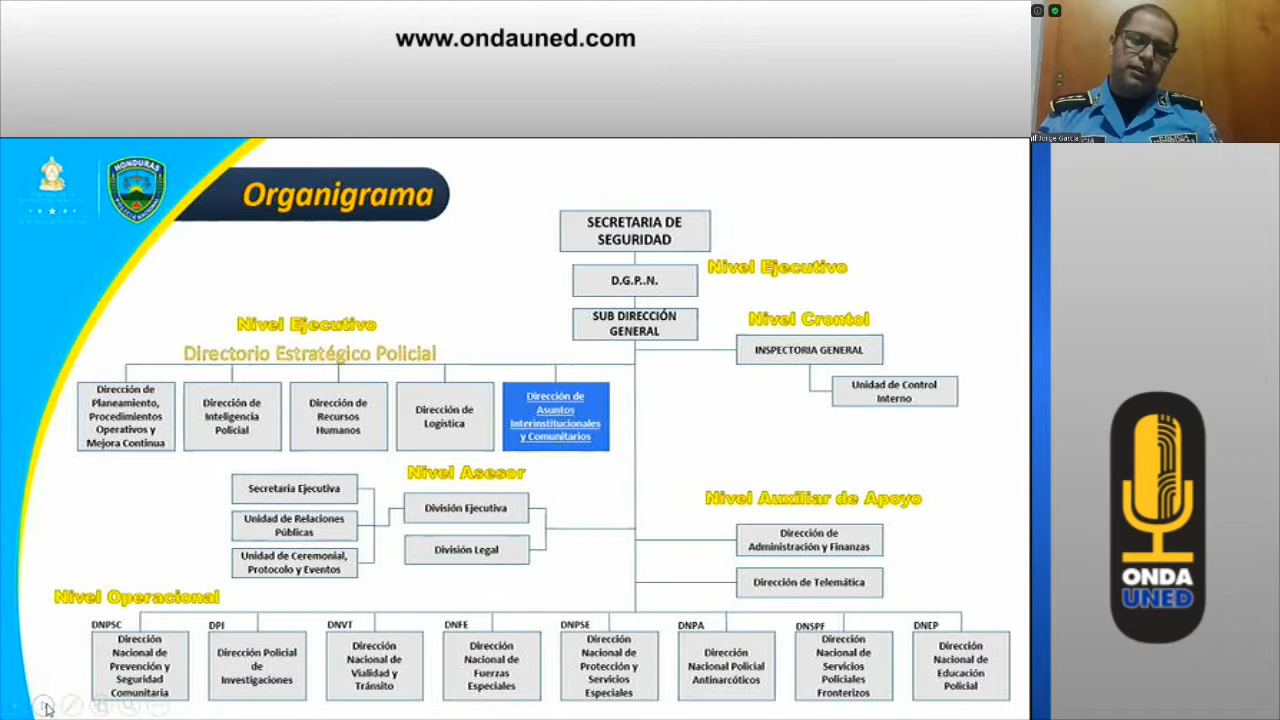 www.ondauned.com
Jorge García
HONDURAS
POLICIA NACIONAL
Organigrama
SECRETARIA DE
SEGURIDAD
Nivel Ejecutivo
D.G.P..N.
SUB DIRECCIÓN
GENERAL
Nivel Crontol
INSPECTORIA GENERAL
Unidad de Control
Interno
Nivel Ejecutivo
Directorio Estratégico Policial
Dirección de
Planeamiento,
Procedimientos
Operativos y
Mejora Continua
Dirección de
Inteligencia
Policial
Dirección de
Recursos
Humanos
Dirección de
Logística
Dirección de
Asuntos
Interinstitucionales
y Comunitarios
Nivel Asesor
Secretaría Ejecutiva
Unidad de Relaciones
Públicas
Unidad de Ceremonial,
Protocolo y Eventos
División Ejecutiva
División Legal
Nivel Auxiliar de Apoyo
Dirección de
Administración y Finanzas
Dirección de Telemática
Nivel Operacional
DNPSC
Dirección
Nacional de
Prevención y
Seguridad
Comunitaria
DPI
Dirección Policial
de
Investigaciones
DNVT
Dirección
Nacional de
Vialidad y
Tránsito
DNFE
Dirección
Nacional de
Fuerzas
Especiales
DNPSE
Dirección
Nacional de
Protección y
Servicios
Especiales
DNPA
Dirección
Nacional Policial
Antinarcóticos
DNSPF
Dirección
Nacional de
Servicios
Policiales
Fronterizos
DNEP
Dirección
Nacional de
Educación
Policial
ONDA
UNED